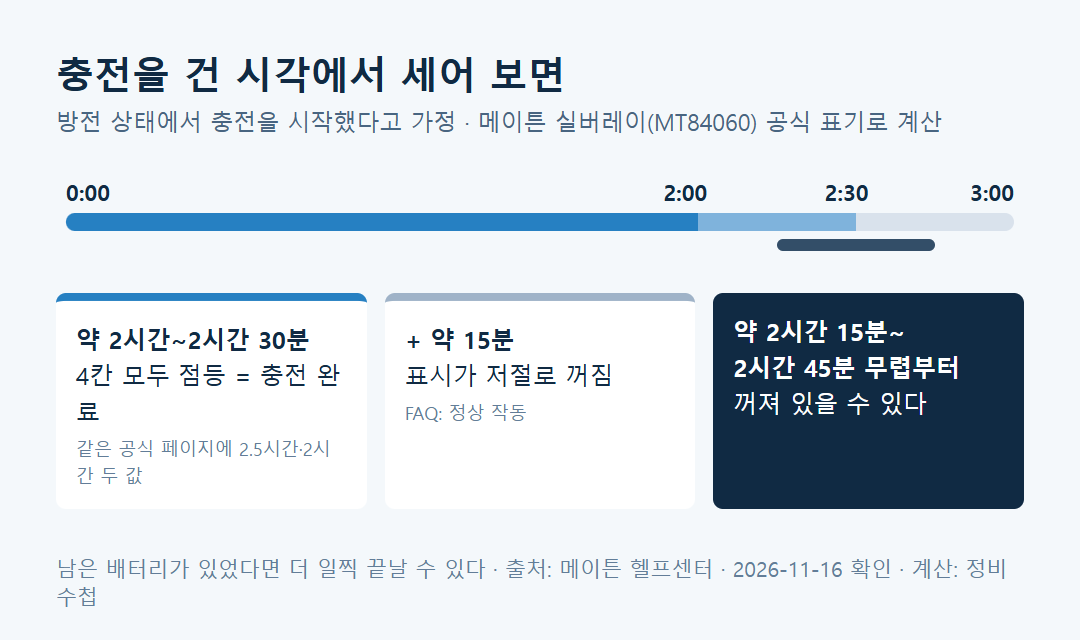 충전을 건 시각에서 세어 보면
방전 상태에서 충전을 시작했다고 가정 · 메이튼 실버레이(MT84060) 공식 표기로 계산
0:00 2:00 2:30 3:00
약 2시간~2시간 30분
4칸 모두 점등 = 충전 완
료
같은 공식 페이지에 2.5시간·2시
간 두 값
+ 약 15분
표시가 저절로 꺼짐
FAQ: 정상 작동
약 2시간 15분~
2시간 45분 무렵부터
꺼져 있을 수 있다
남은 배터리가 있었다면 더 일찍 끝날 수 있다 · 출처: 메이튼 헬프센터 · 2026-11-16 확인 · 계산: 정비
수첩